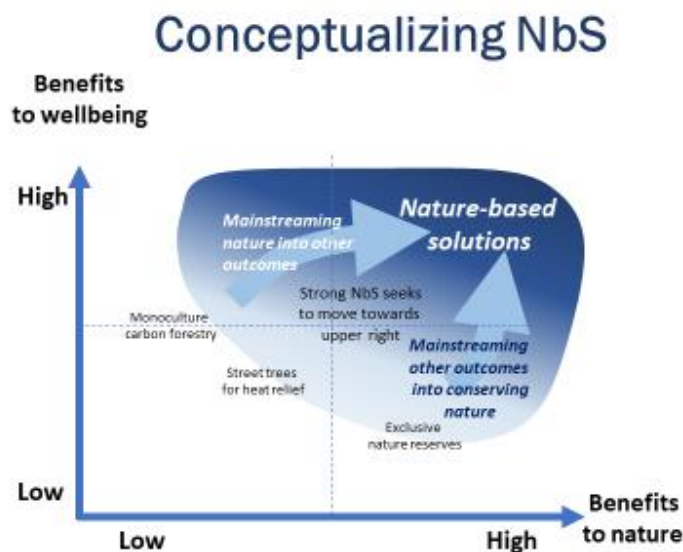 Conceptualizing NbS
Benefits
to wellbeing
High
Mainstreaming
nature into other
outcomes
Nature-based
solutions
Strong NbS seeks
to move towards
upper right
Monoculture
carbon forestry
Mainstreaming
other outcomes
into conserving
nature
Street trees
for heat relief
Exclusive
nature reserves
Low
Low
High
Benefits
to nature